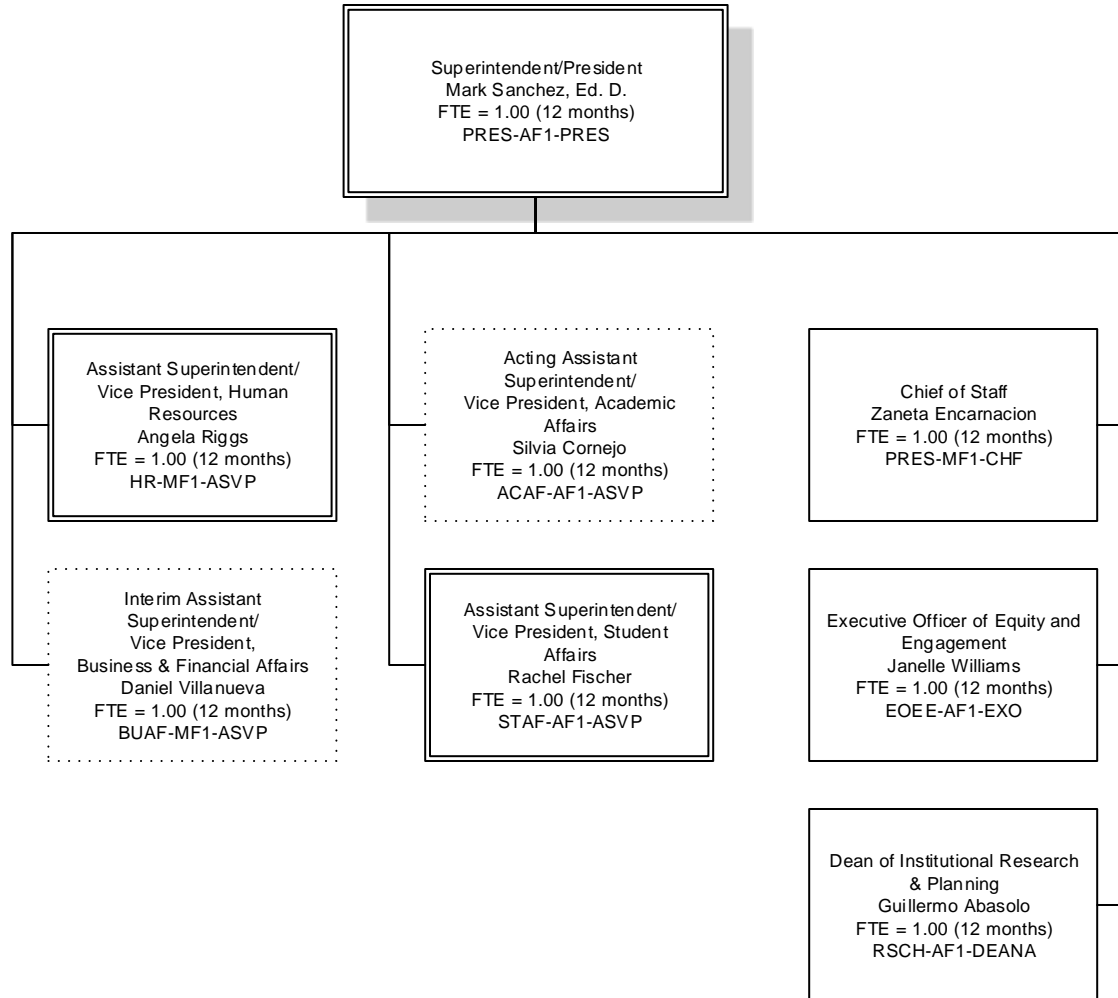 Superintendent/President
Mark Sanchez, Ed. D.
FTE = 1.00 (12 months)
PRES-AF1-PRES
Assistant Superintendent/
Vice President, Human
Resources
Angela Riggs
FTE = 1.00 (12 months)
HR-MF1-ASVP
Interim Assistant
Superintendent/
Vice President,
Business & Financial Affairs
Daniel Villanueva
FTE = 1.00 (12 months)
BUAF-MF1-ASVP
Acting Assistant
Superintendent/
Vice President, Academic
Affairs
Silvia Cornejo
FTE = 1.00 (12 months)
ACAF-AF1-ASVP
Assistant Superintendent/
Vice President, Student
Affairs
Rachel Fischer
FTE = 1.00 (12 months)
STAF-AF1-ASVP
Chief of Staff
Zaneta Encarnacion
FTE = 1.00 (12 months)
PRES-MF1-CHF
Executive Officer of Equity and
Engagement
Janelle Williams
FTE = 1.00 (12 months)
EOEE-AF1-EXO
Dean of Institutional Research
& Planning
Guillermo Abasolo
FTE = 1.00 (12 months)
RSCH-AF1-DEANA